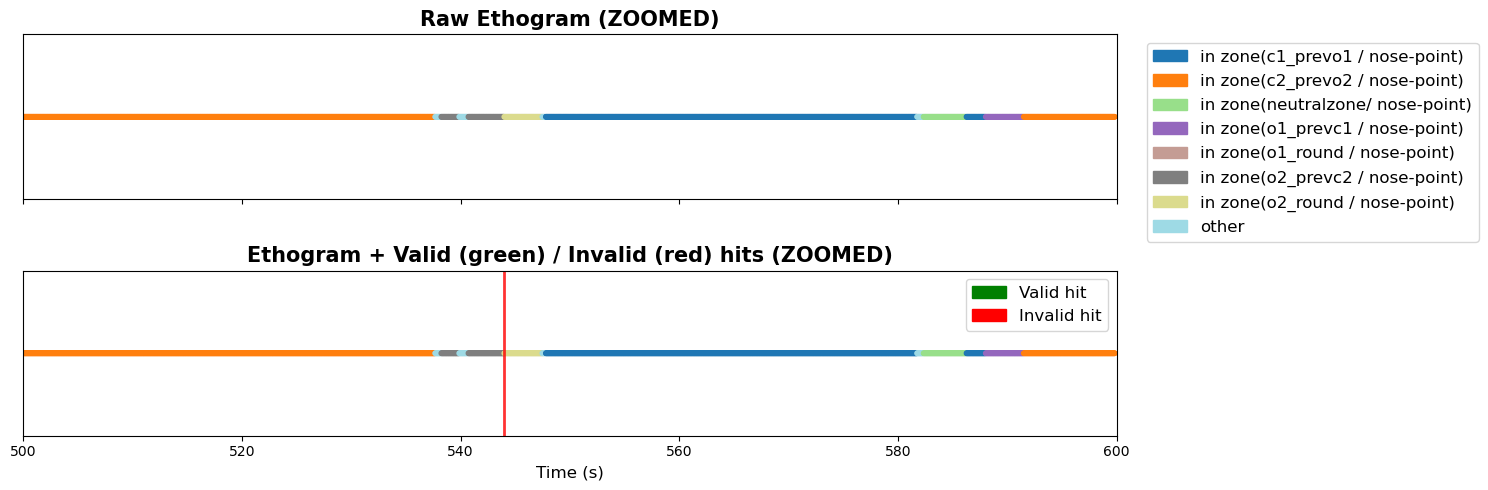 Raw Ethogram (ZOOMED)
in zone(c1_prevo1 / nose-point)
in zone(c2_prevo2 / nose-point)
in zone(neutralzone/ nose-point)
in zone(o1_prevc1 / nose-point)
in zone(o1_round / nose-point)
in zone(o2_prevc2 / nose-point)
in zone(o2_round / nose-point)
other
Ethogram + Valid (green) / Invalid (red) hits (ZOOMED)
Valid hit
Invalid hit
500 520 540 560 580 600
Time (s)